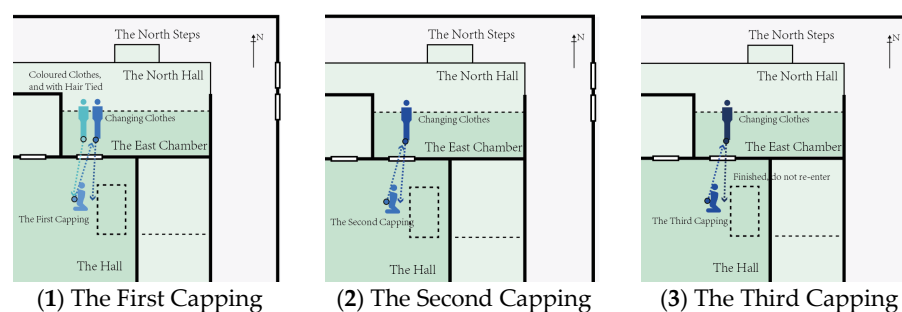 The North Steps
N
The North Hall
Coloured Clothes,
and with Hair Tied
Changing Clothes
The East Chamber
The First Capping
The Hall
(1) The First Capping
The North Steps
N
The North Hall
Changing Clothes
The East Chamber
The Second Capping
The Hall
(2) The Second Capping
The North Steps
N
The North Hall
Changing Clothes
The East Chamber
Finished, do not re-enter
The Third Capping
The Hall
(3) The Third Capping